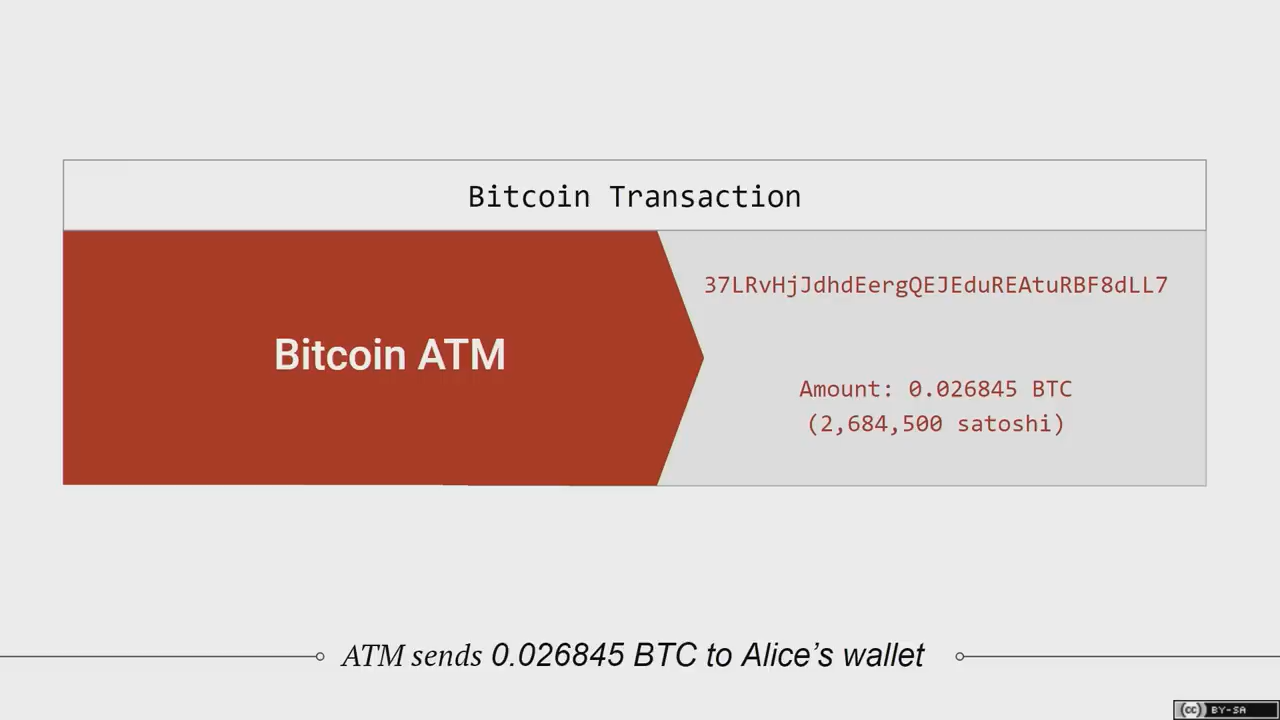 Bitcoin Transaction
Bitcoin ATM
37LRvHjJdhdEergQEJEduREAtuRBF8dLL7
Amount: 0.026845 BTC
(2,684,500 satoshi)
ATM sends 0.026845 BTC to Alice’s wallet
cc BY-SA